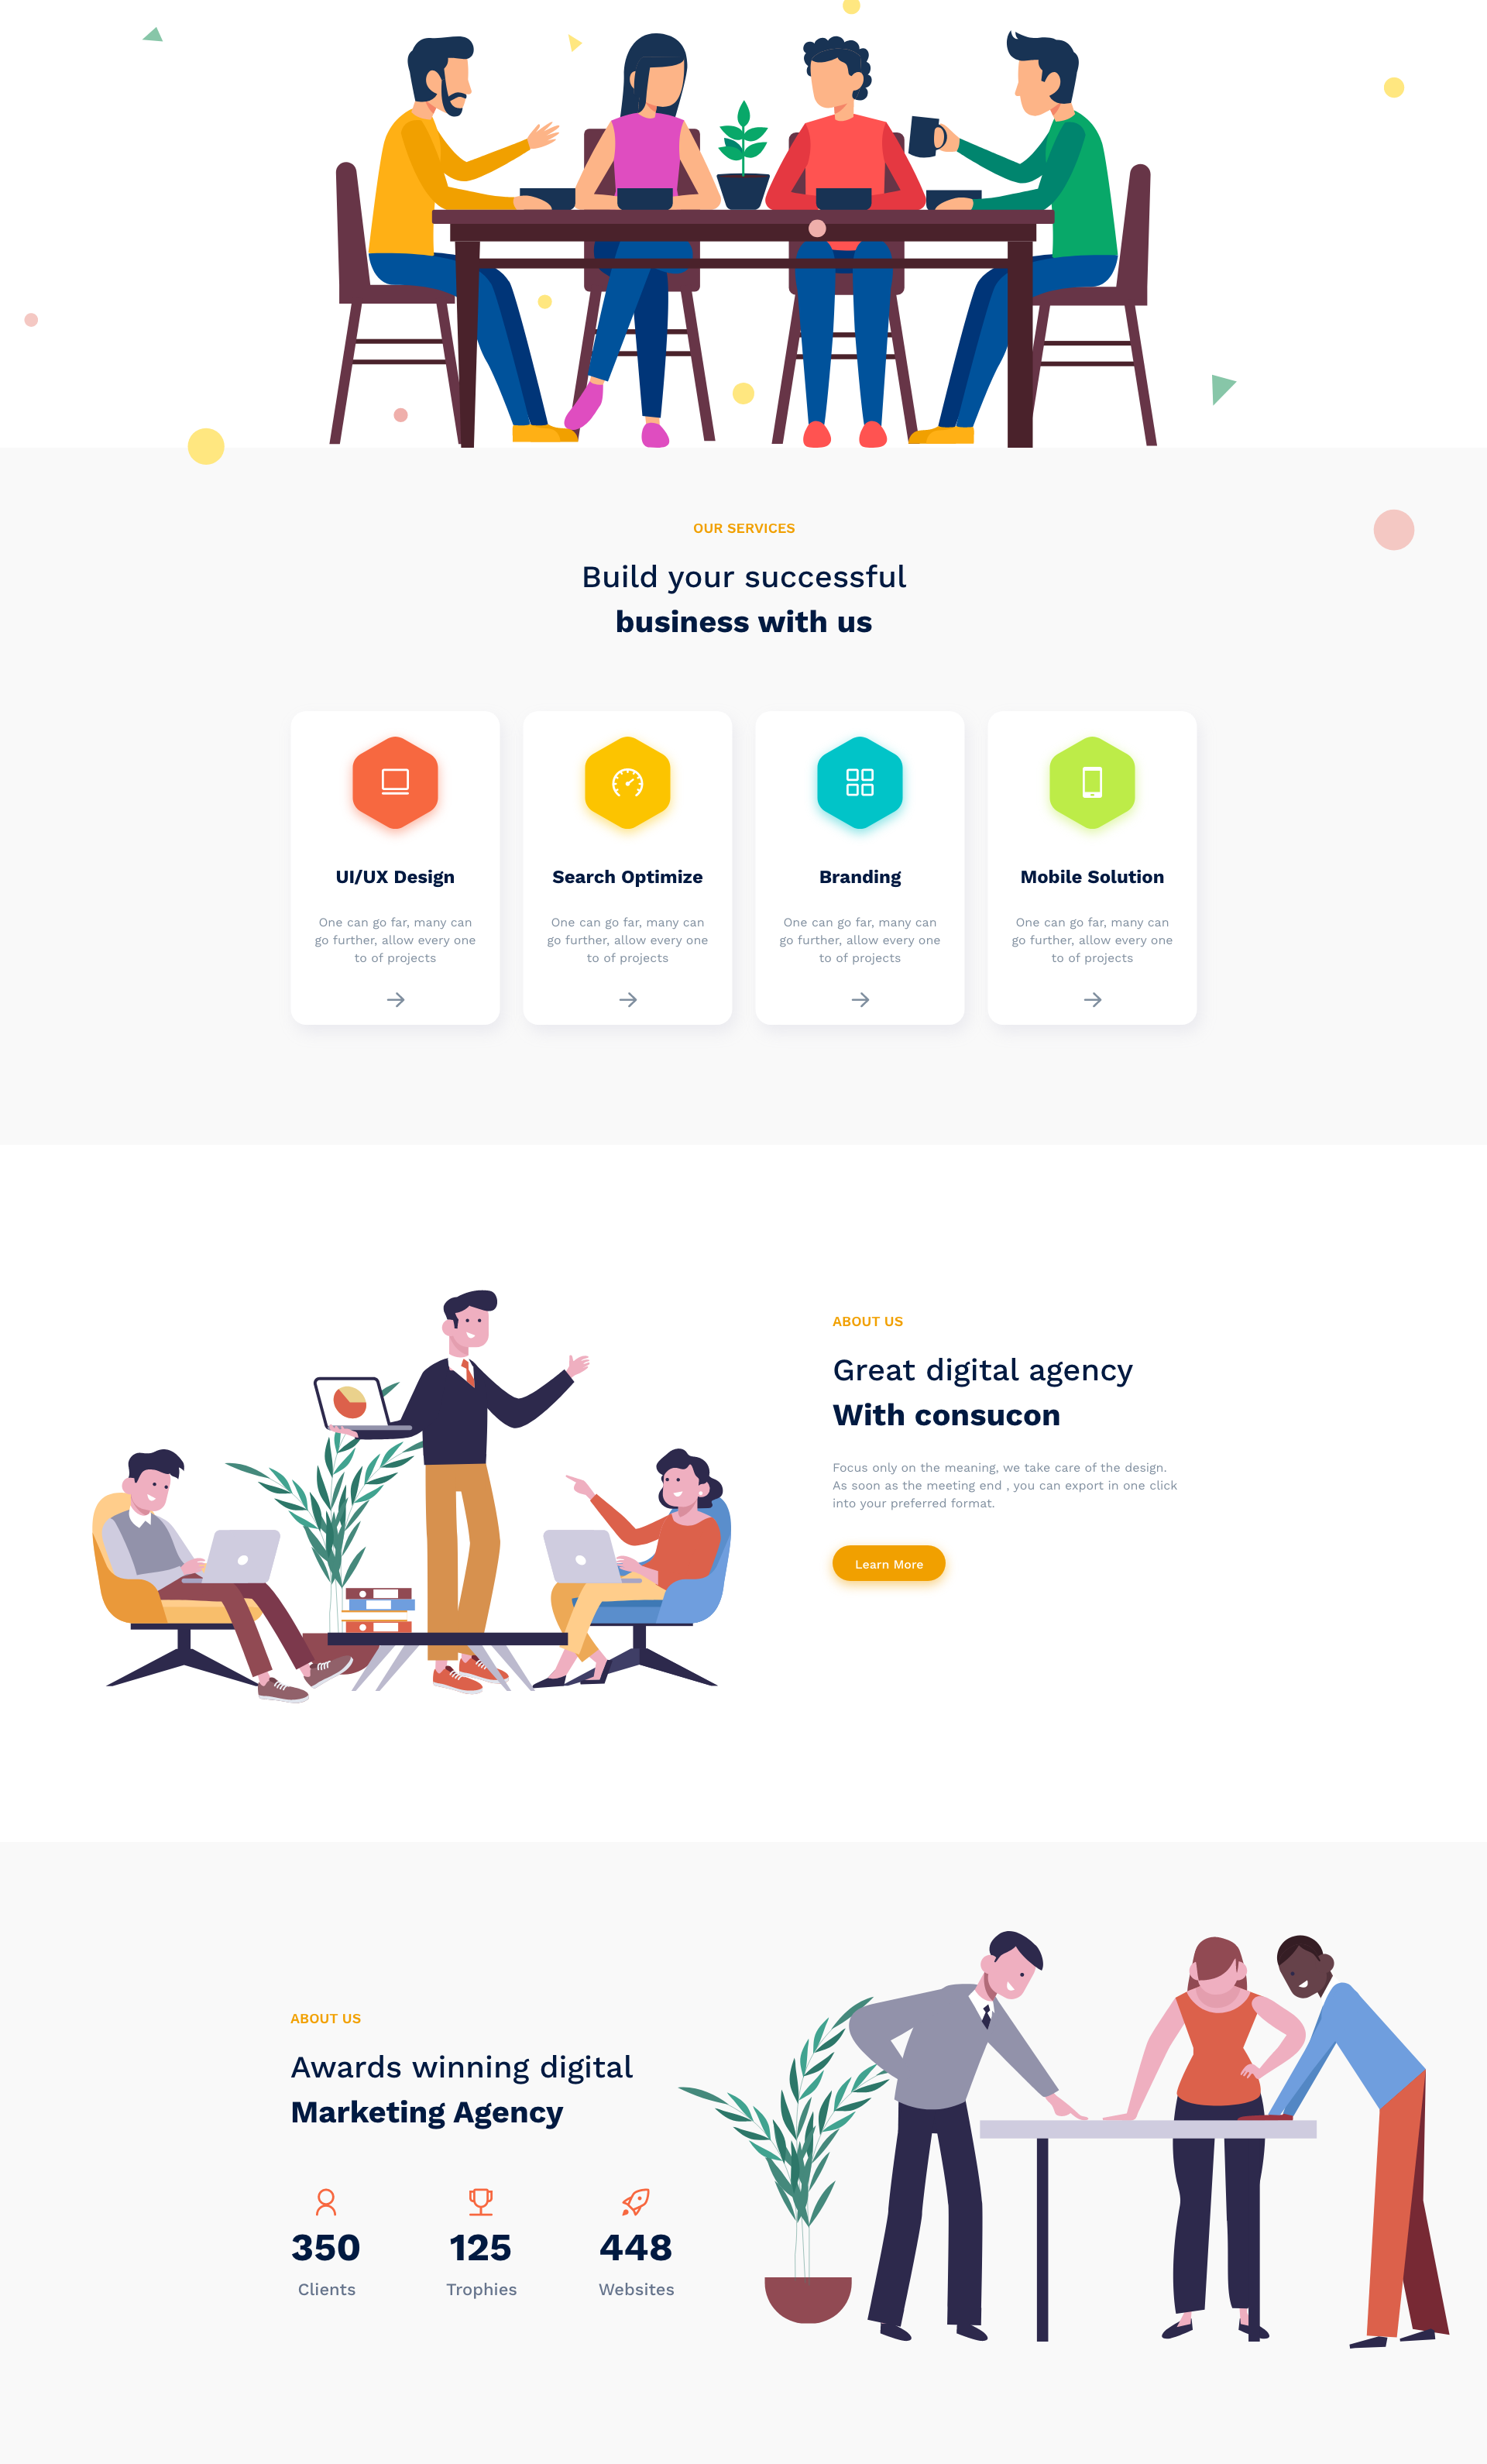 OUR SERVICES
Build your successful
business with us
UI/UX Design
One can go far, many can
go further, allow every one
to of projects
Search Optimize
One can go far, many can
go further, allow every one
to of projects
Branding
One can go far, many can
go further, allow every one
to of projects
Mobile Solution
One can go far, many can
go further, allow every one
to of projects
ABOUT US
Great digital agency
With consucon
Focus only on the meaning, we take care of the design.
As soon as the meeting end , you can export in one click
into your preferred format.
Learn More
ABOUT US
Awards winning digital
Marketing Agency
350
Clients
125
Trophies
448
Websites